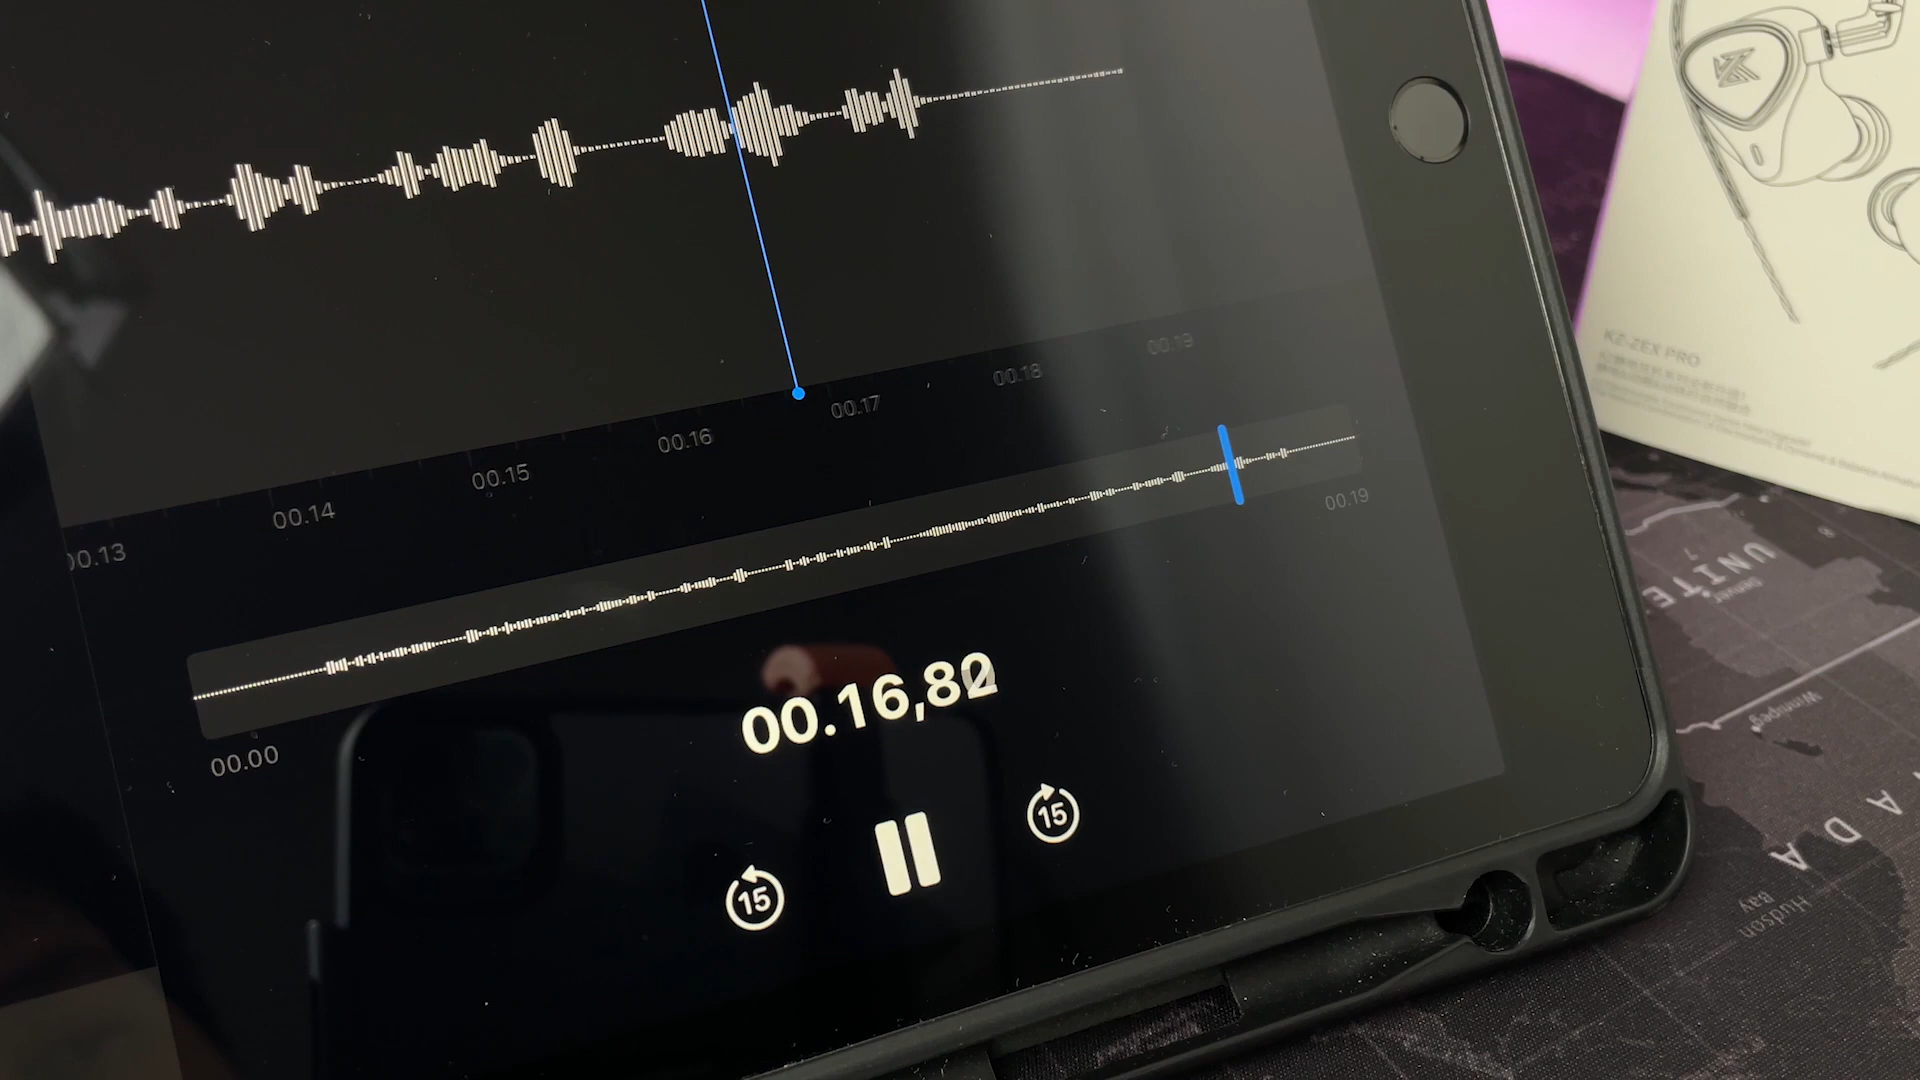 00.13
00.14
00.15
00.16
00.17
00.18
00.19
00.00
00.19
00.16,82
15
15
KZ-ZEX PRO
UNITE
Denver
Winnipeg
ADA
Hudson
Bay